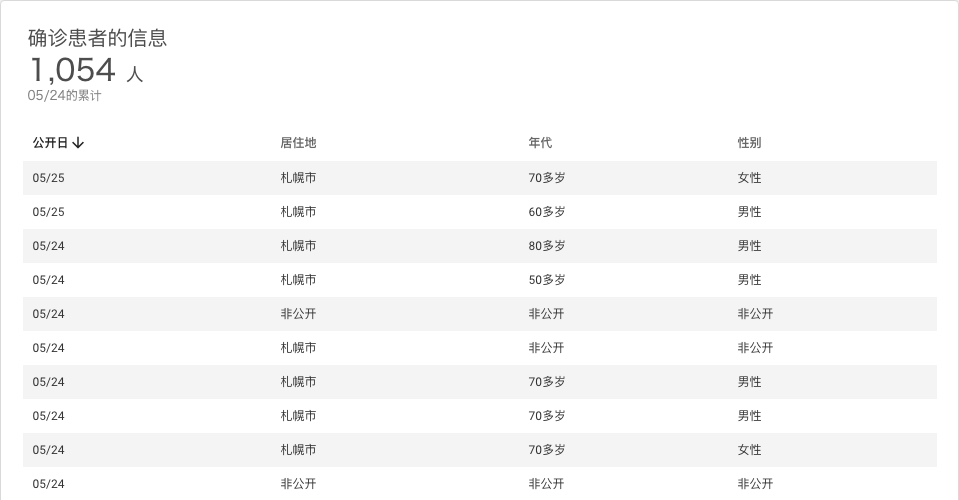 确诊患者的信息
1,054 人
05/24的累计
公开日 ↓ 居住地 年代 性别
05/25 札幌市 70多岁 女性
05/25 札幌市 60多岁 男性
05/24 札幌市 80多岁 男性
05/24 札幌市 50多岁 男性
05/24 非公开 非公开 非公开
05/24 札幌市 非公开 非公开
05/24 札幌市 70多岁 男性
05/24 札幌市 70多岁 男性
05/24 札幌市 70多岁 女性
05/24 非公开 非公开 非公开